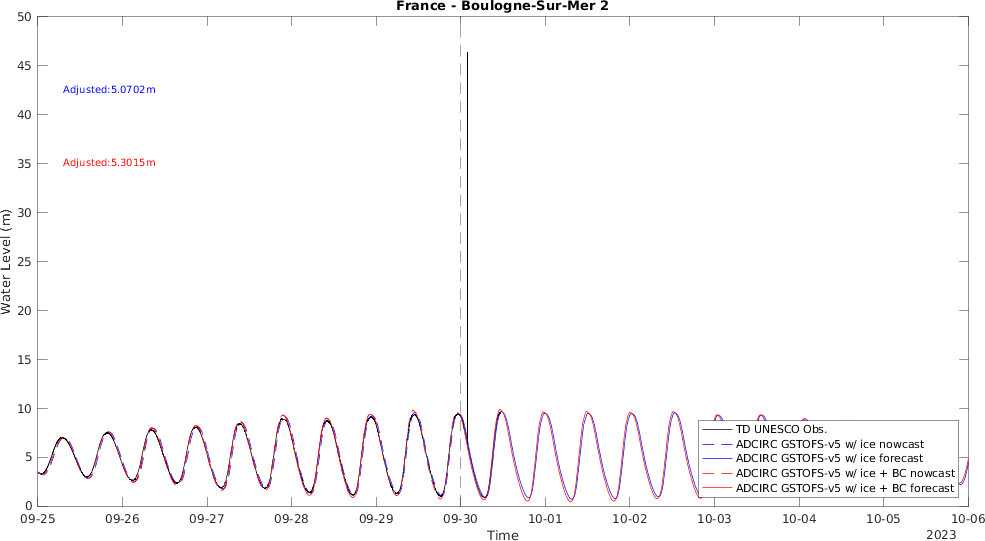 France - Boulogne-Sur-Mer 2
50
45
40
35
30
25
20
15
10
5
0
Water Level (m)
Adjusted:5.0702m
Adjusted:5.3015m
TD UNESCO Obs.
ADCIRC GSTOFS-v5 w/ ice nowcast
ADCIRC GSTOFS-v5 w/ ice forecast
ADCIRC GSTOFS-v5 w/ ice + BC nowcast
ADCIRC GSTOFS-v5 w/ ice + BC forecast
09-25 09-26 09-27 09-28 09-29 09-30 10-01 10-02 10-03 10-04 10-05 10-06
Time
2023